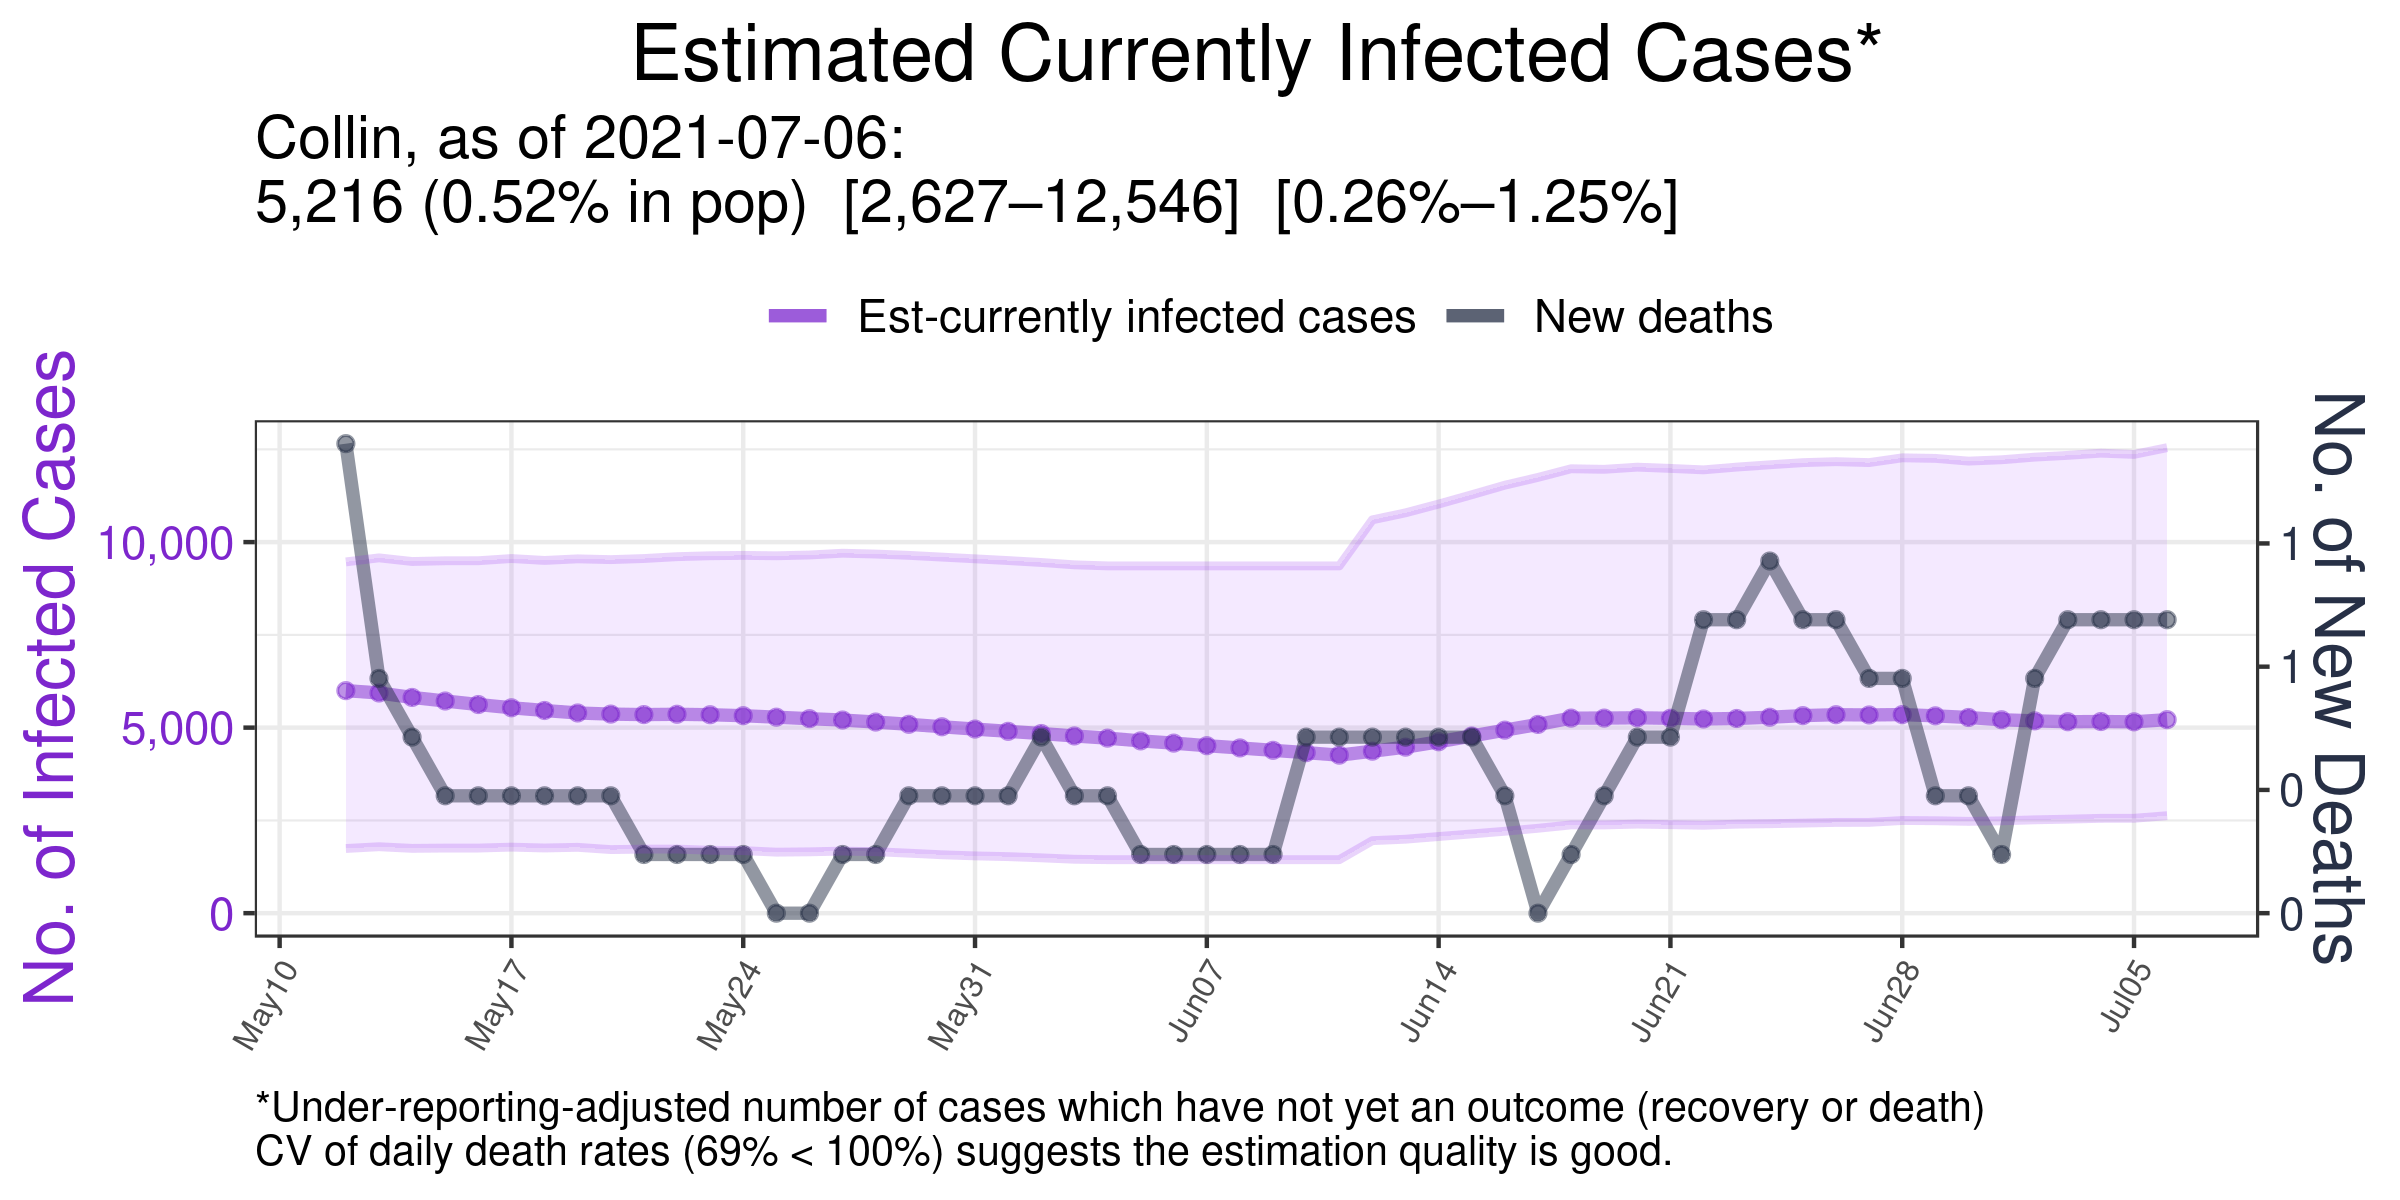 Estimated Currently Infected Cases*
Collin, as of 2021-07-06:
5,216 (0.52% in pop)  [2,627–12,546]  [0.26%–1.25%]
Est-currently infected cases
New deaths
No. of Infected Cases
10,000
5,000
0
No. of New Deaths
1
1
0
0
May10
May17
May24
May31
Jun07
Jun14
Jun21
Jun28
Jul05
*Under-reporting-adjusted number of cases which have not yet an outcome (recovery or death)
CV of daily death rates (69% < 100%) suggests the estimation quality is good.